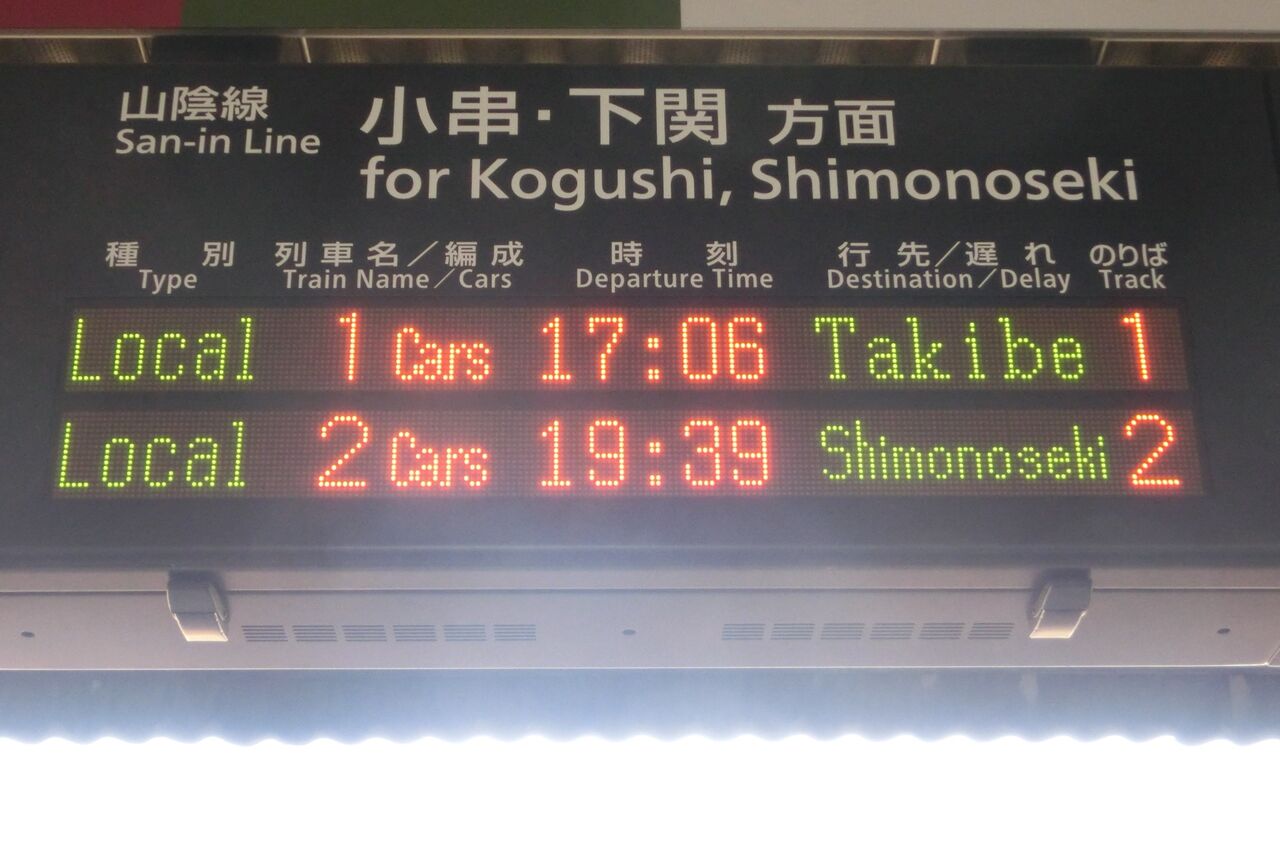 山陰線
San-in Line
小串・下関 方面
for Kogushi, Shimonoseki
種別 列車名／編成 時刻 行先／遅れ のりば
Type Train Name／Cars Departure Time Destination／Delay Track
Local 1 Cars 17:06 Takibe 1
Local 2 Cars 19:39 Shimonoseki 2